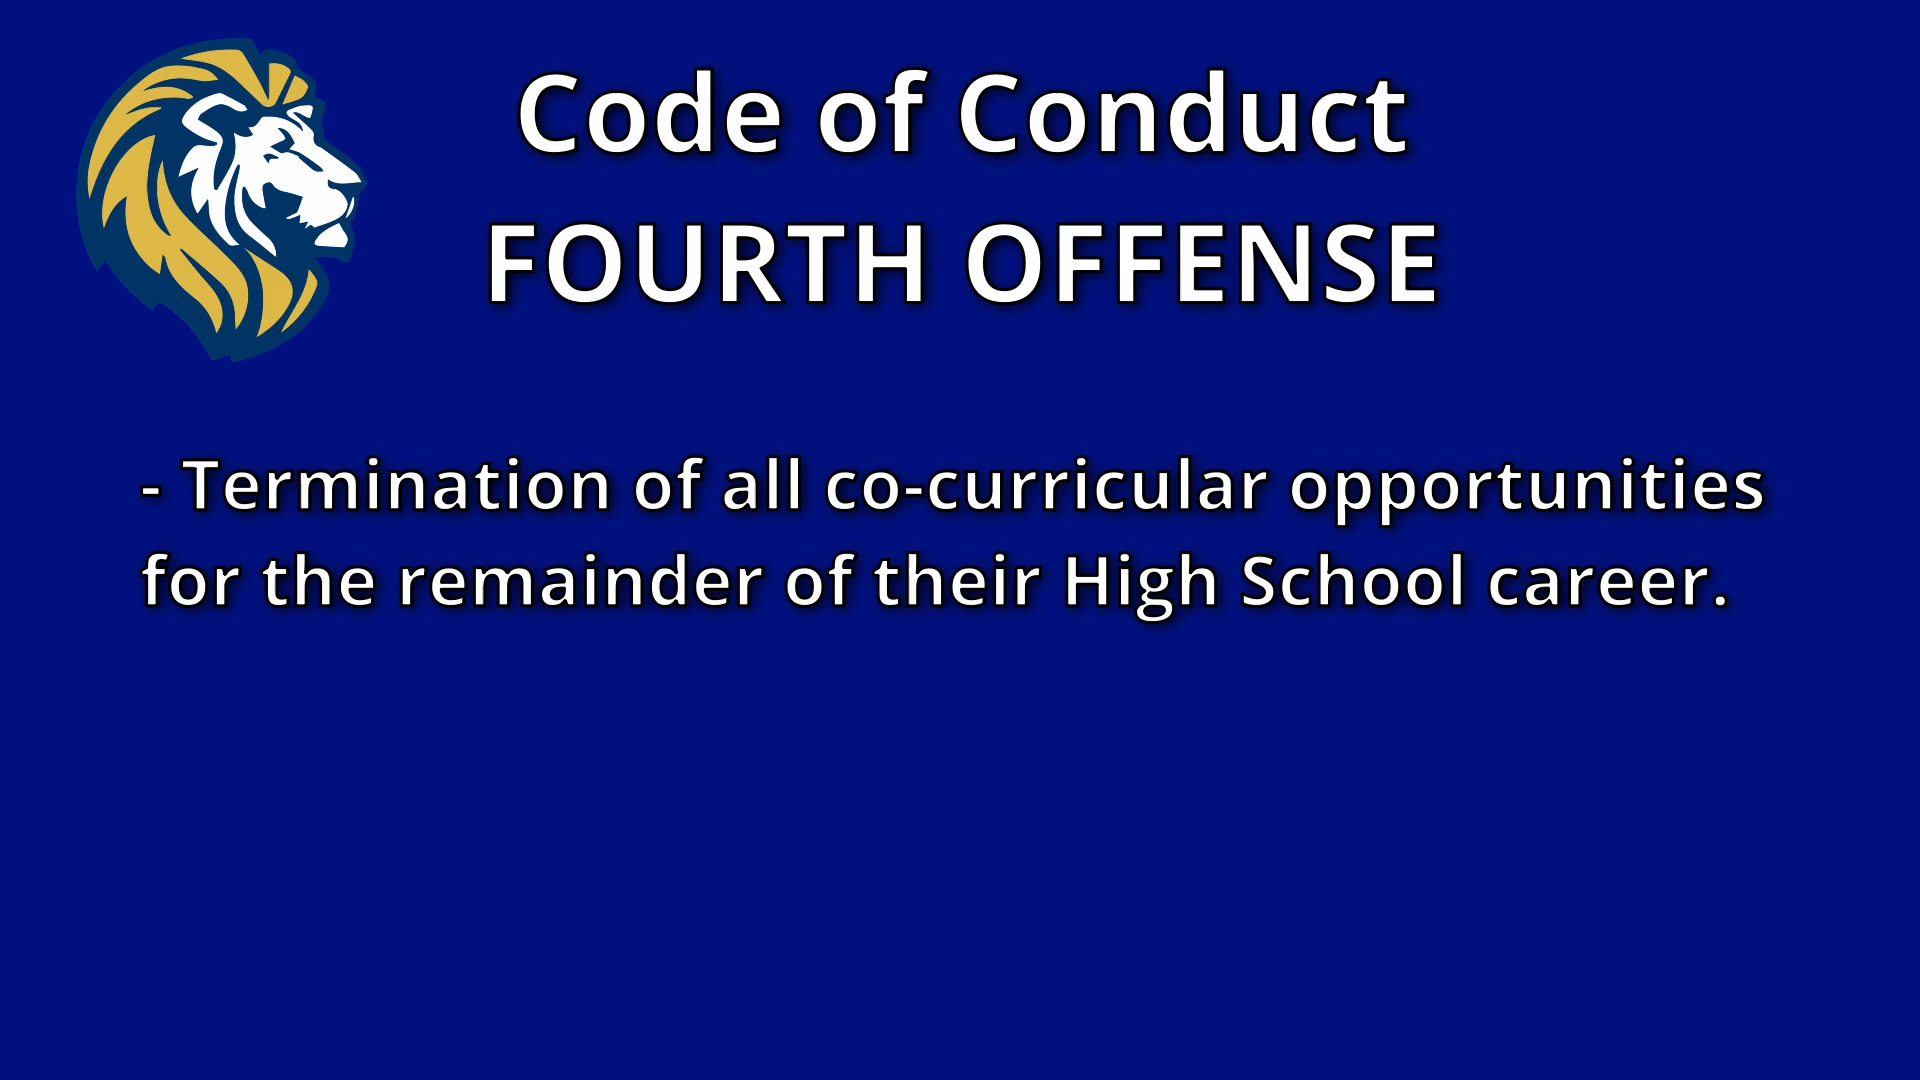 Code of Conduct
FOURTH OFFENSE
- Termination of all co-curricular opportunities
for the remainder of their High School career.